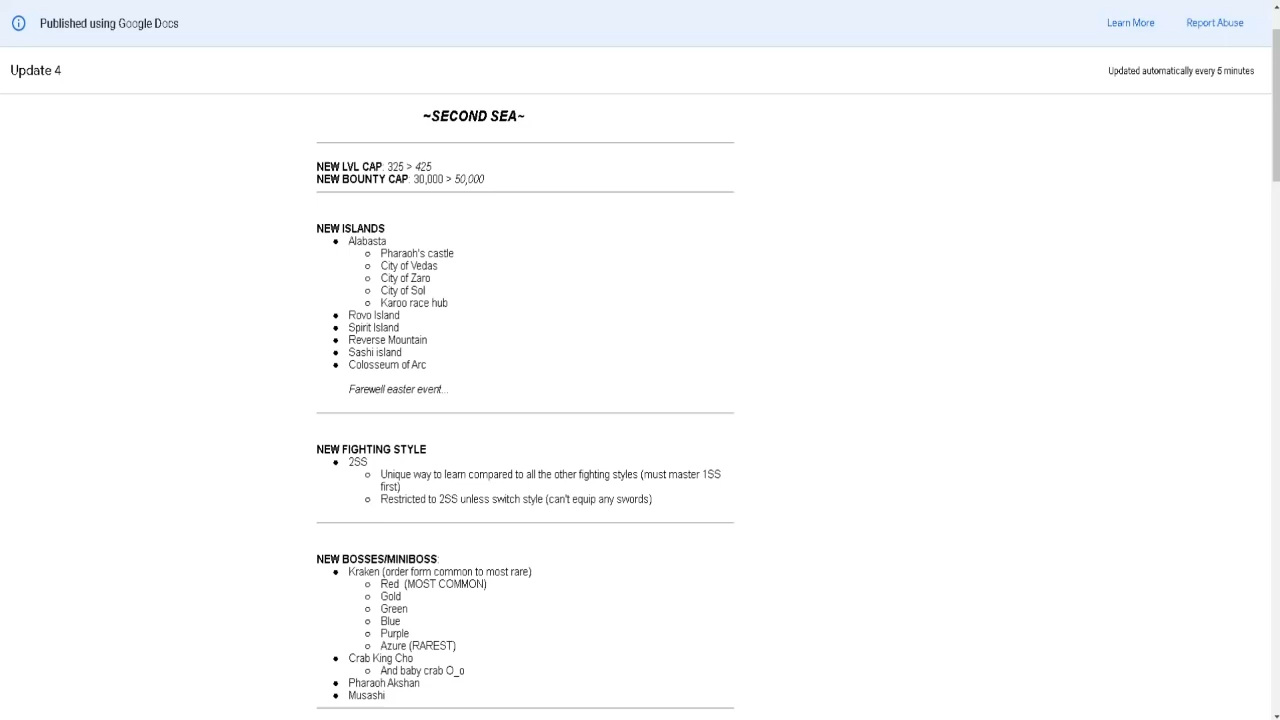 Published using Google Docs
Learn More
Report Abuse
Update 4
Updated automatically every 5 minutes
~SECOND SEA~
NEW LVL CAP: 325 > 425
NEW BOUNTY CAP: 30,000 > 50,000
NEW ISLANDS
● Alabasta
○ Pharaoh's castle
○ City of Vedas
○ City of Zaro
○ City of Sol
○ Karoo race hub
● Rovo Island
● Spirit Island
● Reverse Mountain
● Sashi island
● Colosseum of Arc
Farewell easter event...
NEW FIGHTING STYLE
● 2SS
○ Unique way to learn compared to all the other fighting styles (must master 1SS
first)
○ Restricted to 2SS unless switch style (can't equip any swords)
NEW BOSSES/MINIBOSS:
● Kraken (order form common to most rare)
○ Red (MOST COMMON)
○ Gold
○ Green
○ Blue
○ Purple
○ Azure (RAREST)
● Crab King Cho
○ And baby crab O_o
● Pharaoh Akshan
● Musashi